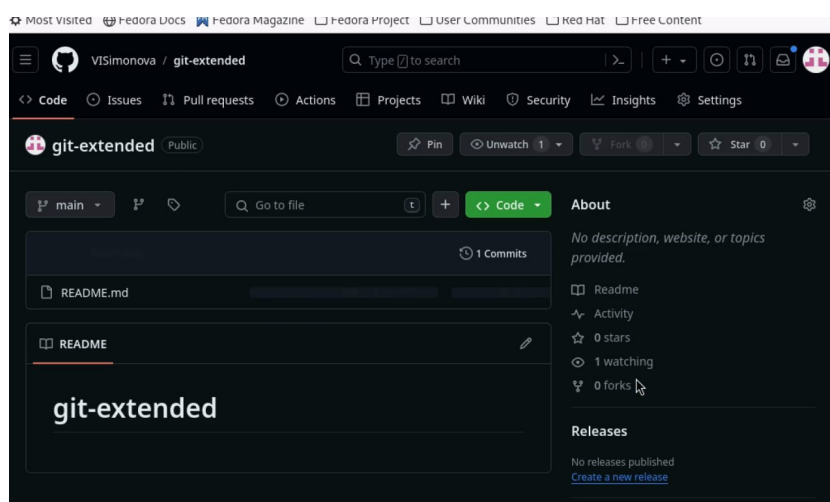 Most Visited Fedora Docs Fedora Magazine Fedora Project User Communities Red Hat Free Content
VISimonova / git-extended Type / to search
Code Issues Pull requests Actions Projects Wiki Security Insights Settings
git-extended Public Pin Unwatch 1 Fork 0 Star 0
main Go to file t + <> Code
1 Commits
README.md
README
git-extended
About
No description, website, or topics
provided.
Readme
Activity
0 stars
1 watching
0 forks
Releases
No releases published
Create a new release